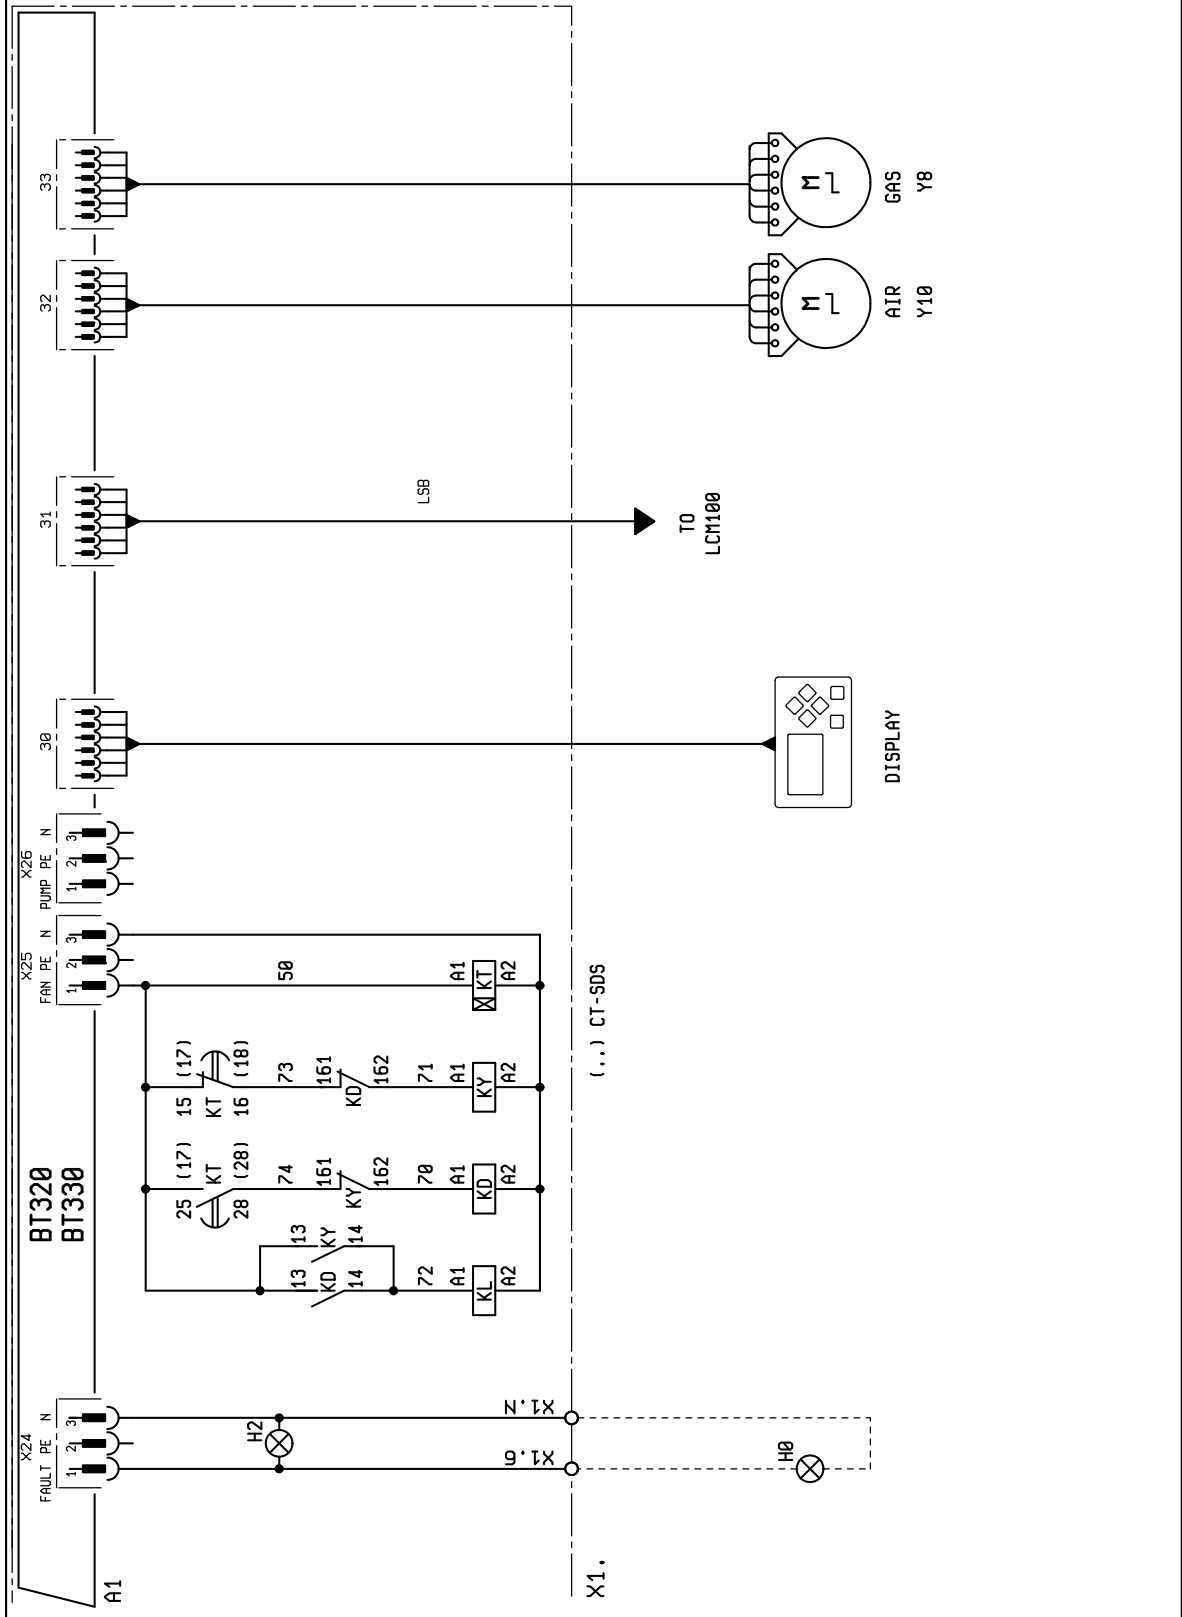 BT320
BT330
A1
X24
FAULT PE N
1 2 3
X25
FAN PE N
1 2 3
X26
PUMP PE N
1 2 3
30
31
32
33
H2
X1.6
X1.N
H0
X1.
13
KD
14
13
KY
14
72
A1
KL
A2
25 (17)
KT
28 (28)
74
161
KY
162
70
A1
KD
A2
15 (17)
KT
16 (18)
73
161
KD
162
71
A1
KY
A2
50
A1
KT
A2
(..) CT-SDS
DISPLAY
LSB
TO
LCM100
M
AIR
Y10
M
GAS
Y8